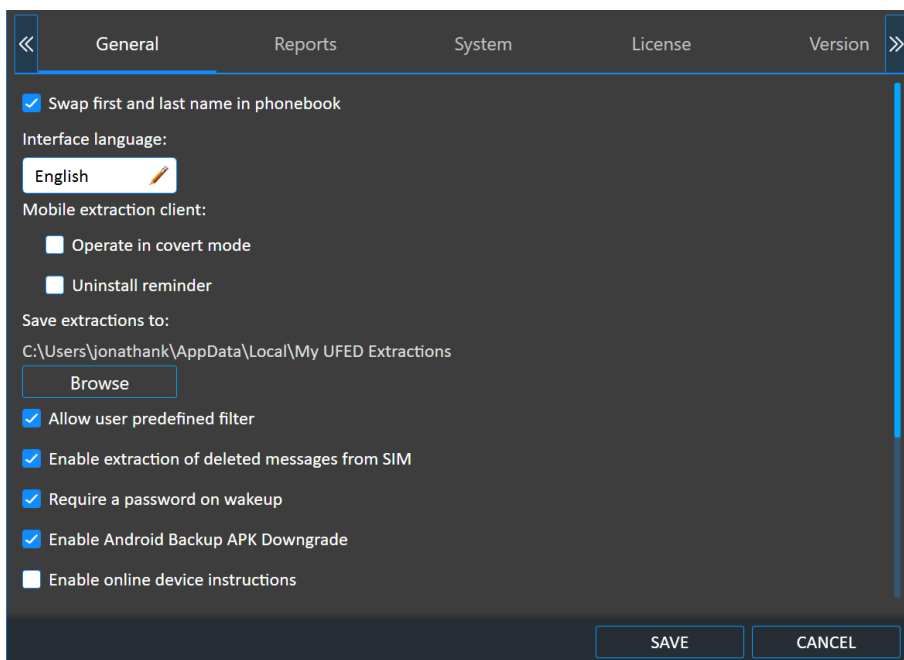 General Reports System License Version
Swap first and last name in phonebook
Interface language:
English
Mobile extraction client:
Operate in covert mode
Uninstall reminder
Save extractions to:
C:\Users\jonathank\AppData\Local\My UFED Extractions
Browse
Allow user predefined filter
Enable extraction of deleted messages from SIM
Require a password on wakeup
Enable Android Backup APK Downgrade
Enable online device instructions
SAVE CANCEL